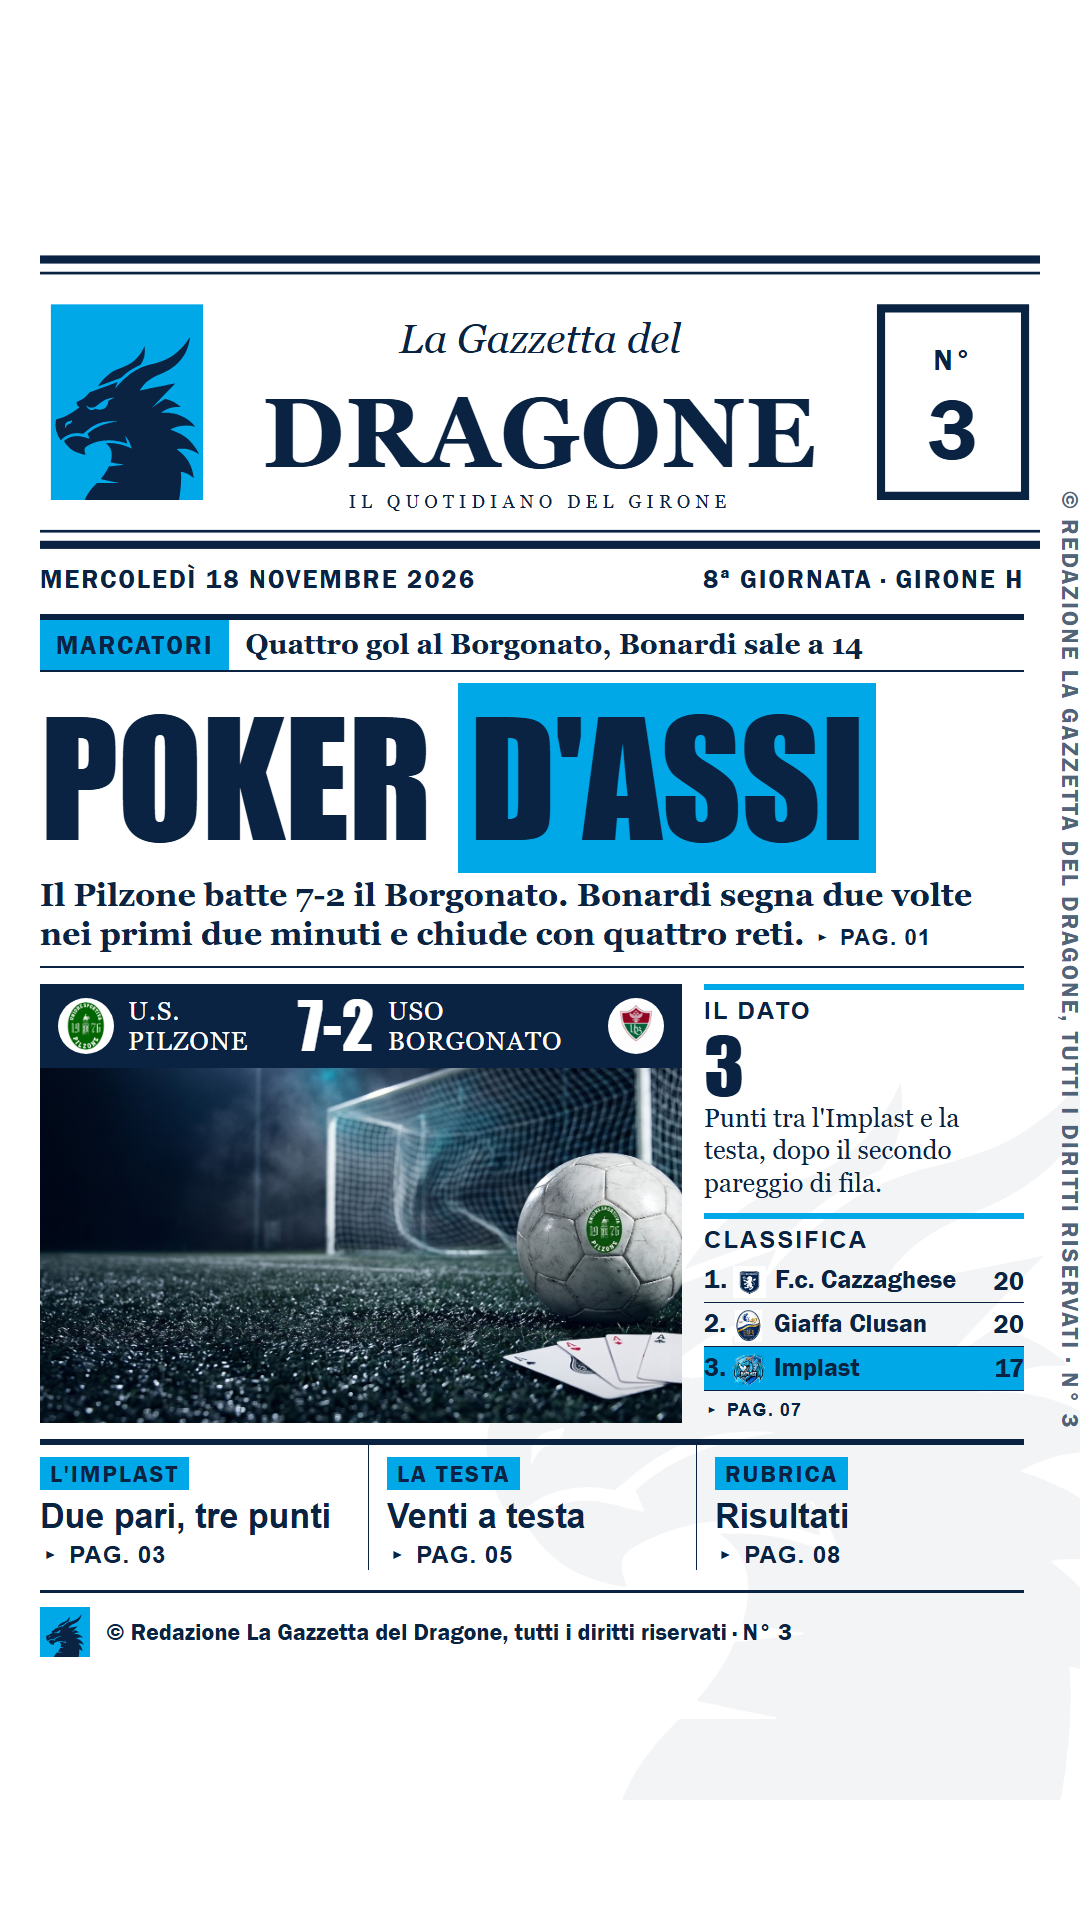 La Gazzetta del
DRAGONE
IL QUOTIDIANO DEL GIRONE
N°
3
MERCOLEDÌ 18 NOVEMBRE 2026
8ª GIORNATA · GIRONE H
MARCATORI
Quattro gol al Borgonato, Bonardi sale a 14
POKER D'ASSI
Il Pilzone batte 7-2 il Borgonato. Bonardi segna due volte
nei primi due minuti e chiude con quattro reti. ► PAG. 01
U.S.
PILZONE
7-2
USO
BORGONATO
IL DATO
3
Punti tra l'Implast e la
testa, dopo il secondo
pareggio di fila.
CLASSIFICA
1. F.c. Cazzaghese 20
2. Giaffa Clusan 20
3. Implast 17
► PAG. 07
L'IMPLAST
Due pari, tre punti
► PAG. 03
LA TESTA
Venti a testa
► PAG. 05
RUBRICA
Risultati
► PAG. 08
© Redazione La Gazzetta del Dragone, tutti i diritti riservati · N° 3
© REDAZIONE LA GAZZETTA DEL DRAGONE, TUTTI I DIRITTI RISERVATI · N° 3